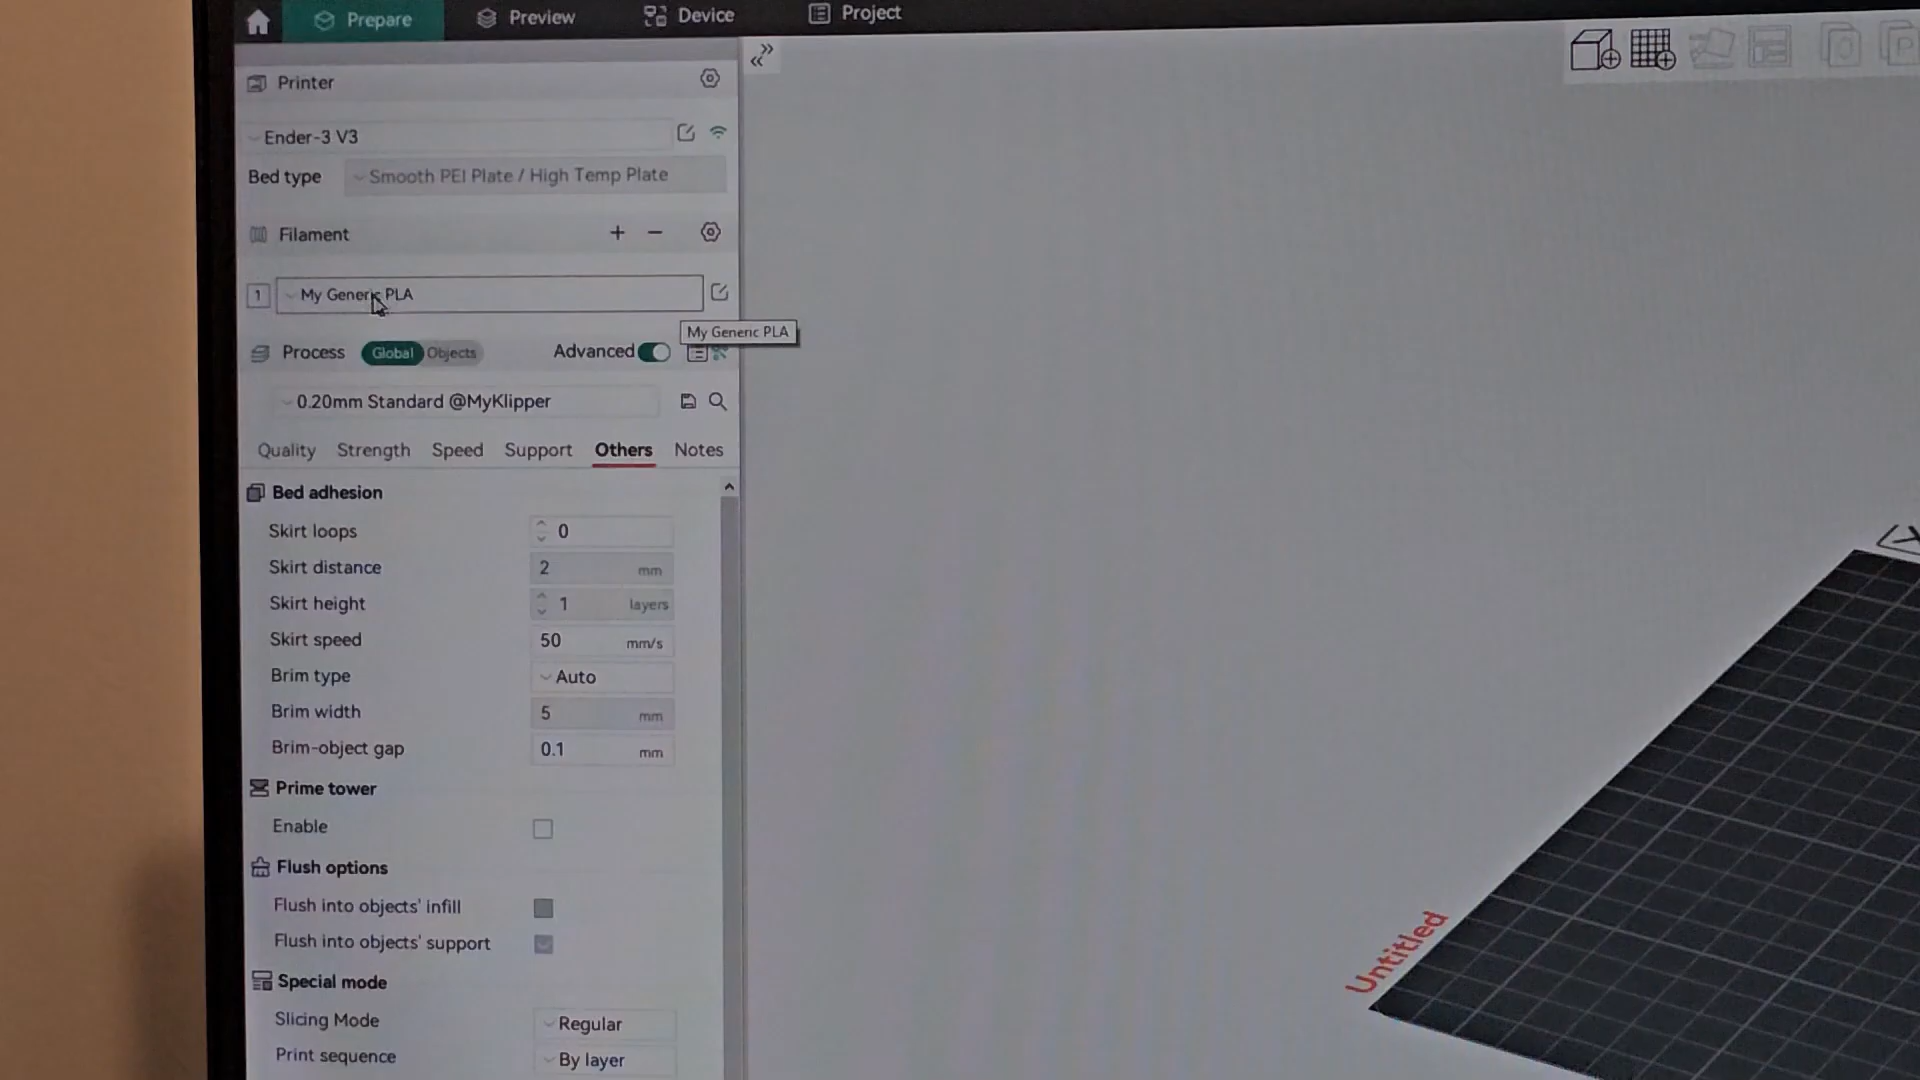 Prepare
Preview
Device
Project
Printer
Ender-3 V3
Bed type
Smooth PEI Plate / High Temp Plate
Filament
1
My Generic PLA
My Generic PLA
Process
Global
Objects
Advanced
0.20mm Standard @MyKlipper
Quality
Strength
Speed
Support
Others
Notes
Bed adhesion
Skirt loops
0
Skirt distance
2 mm
Skirt height
1 layers
Skirt speed
50 mm/s
Brim type
Auto
Brim width
5 mm
Brim-object gap
0.1 mm
Prime tower
Enable
Flush options
Flush into objects' infill
Flush into objects' support
Special mode
Slicing Mode
Regular
Print sequence
By layer
Untitled